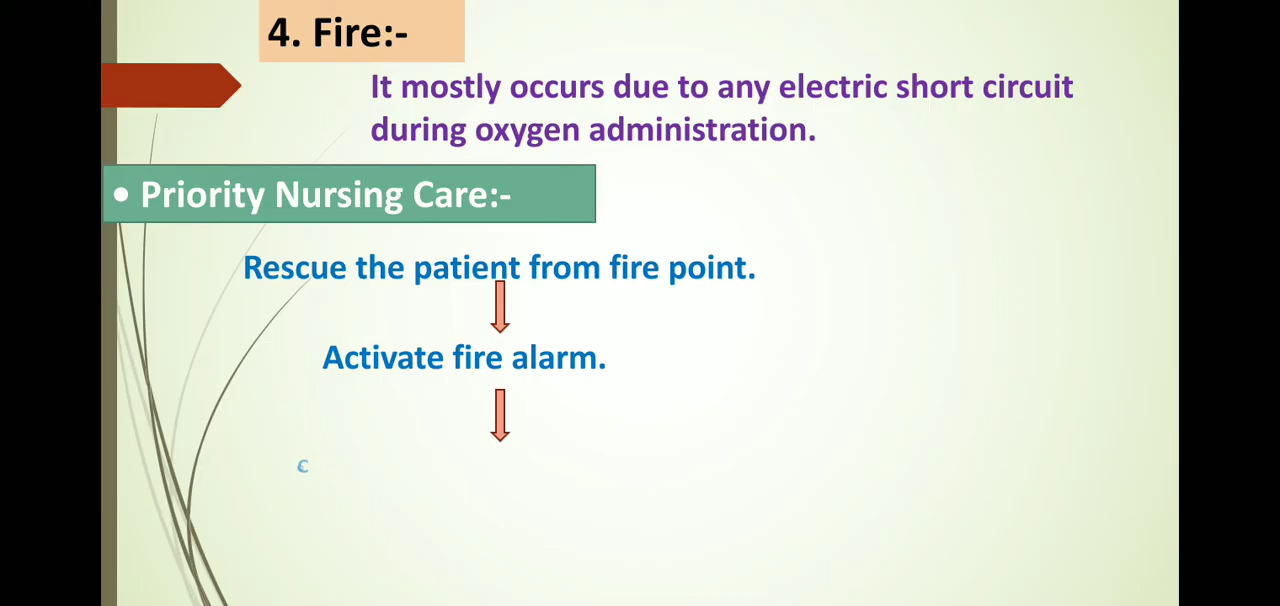 4. Fire:-
It mostly occurs due to any electric short circuit
during oxygen administration.
• Priority Nursing Care:-
Rescue the patient from fire point.
Activate fire alarm.